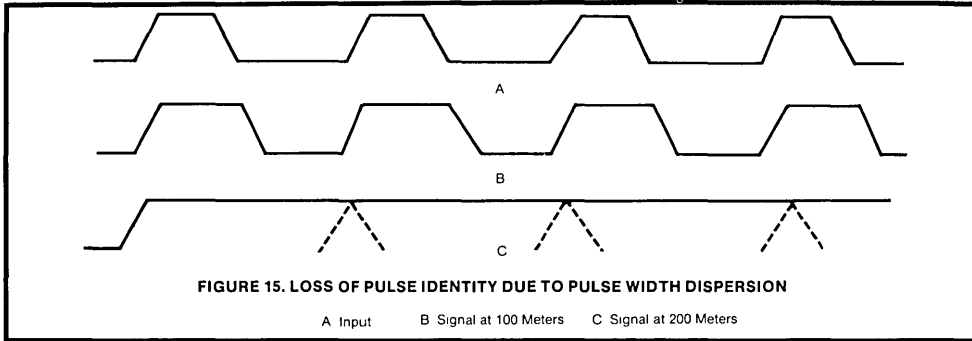 A
B
C
FIGURE 15. LOSS OF PULSE IDENTITY DUE TO PULSE WIDTH DISPERSION
A Input B Signal at 100 Meters C Signal at 200 Meters